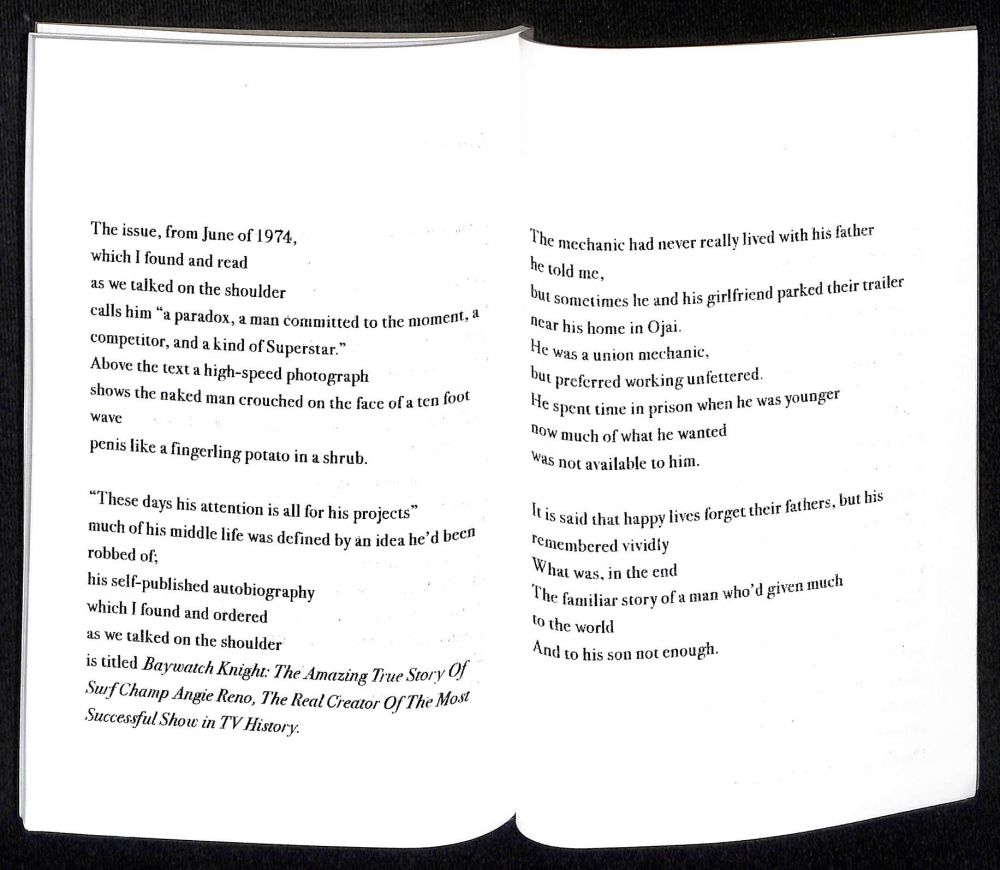 The issue, from June of 1974,
which I found and read
as we talked on the shoulder
calls him “a paradox, a man committed to the moment, a
competitor, and a kind of Superstar.”
Above the text a high-speed photograph
shows the naked man crouched on the face of a ten foot
wave
penis like a fingerling potato in a shrub.

“These days his attention is all for his projects”
much of his middle life was defined by an idea he’d been
robbed of;
his self-published autobiography
which I found and ordered
as we talked on the shoulder
is titled Baywatch Knight: The Amazing True Story Of
Surf Champ Angie Reno, The Real Creator Of The Most
Successful Show in TV History.

The mechanic had never really lived with his father
he told me,
but sometimes he and his girlfriend parked their trailer
near his home in Ojai.
He was a union mechanic,
but preferred working unfettered.
He spent time in prison when he was younger
now much of what he wanted
was not available to him.

It is said that happy lives forget their fathers, but his
remembered vividly
What was, in the end
The familiar story of a man who’d given much
to the world
And to his son not enough.